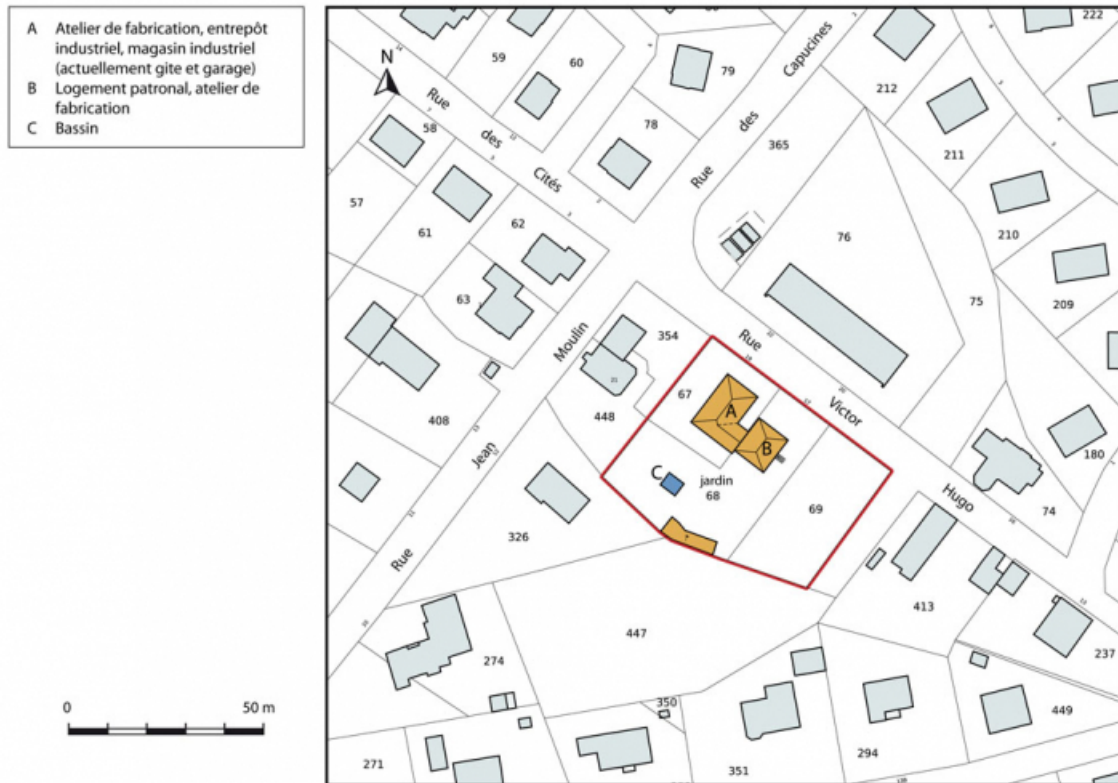 A Atelier de fabrication, entrepôt
industriel, magasin industriel
(actuellement gite et garage)
B Logement patronal, atelier de
fabrication
C Bassin
N
0 50 m
222
59
60
79
Rue des Capucines
212
58
Rue des Cités
78
365
211
57
62
61
76
210
63
75
209
354
Rue Jean Moulin
21
Rue Victor Hugo
67
A
408
448
B
180
C
jardin
68
69
74
326
413
447
237
274
350
449
271
351
294